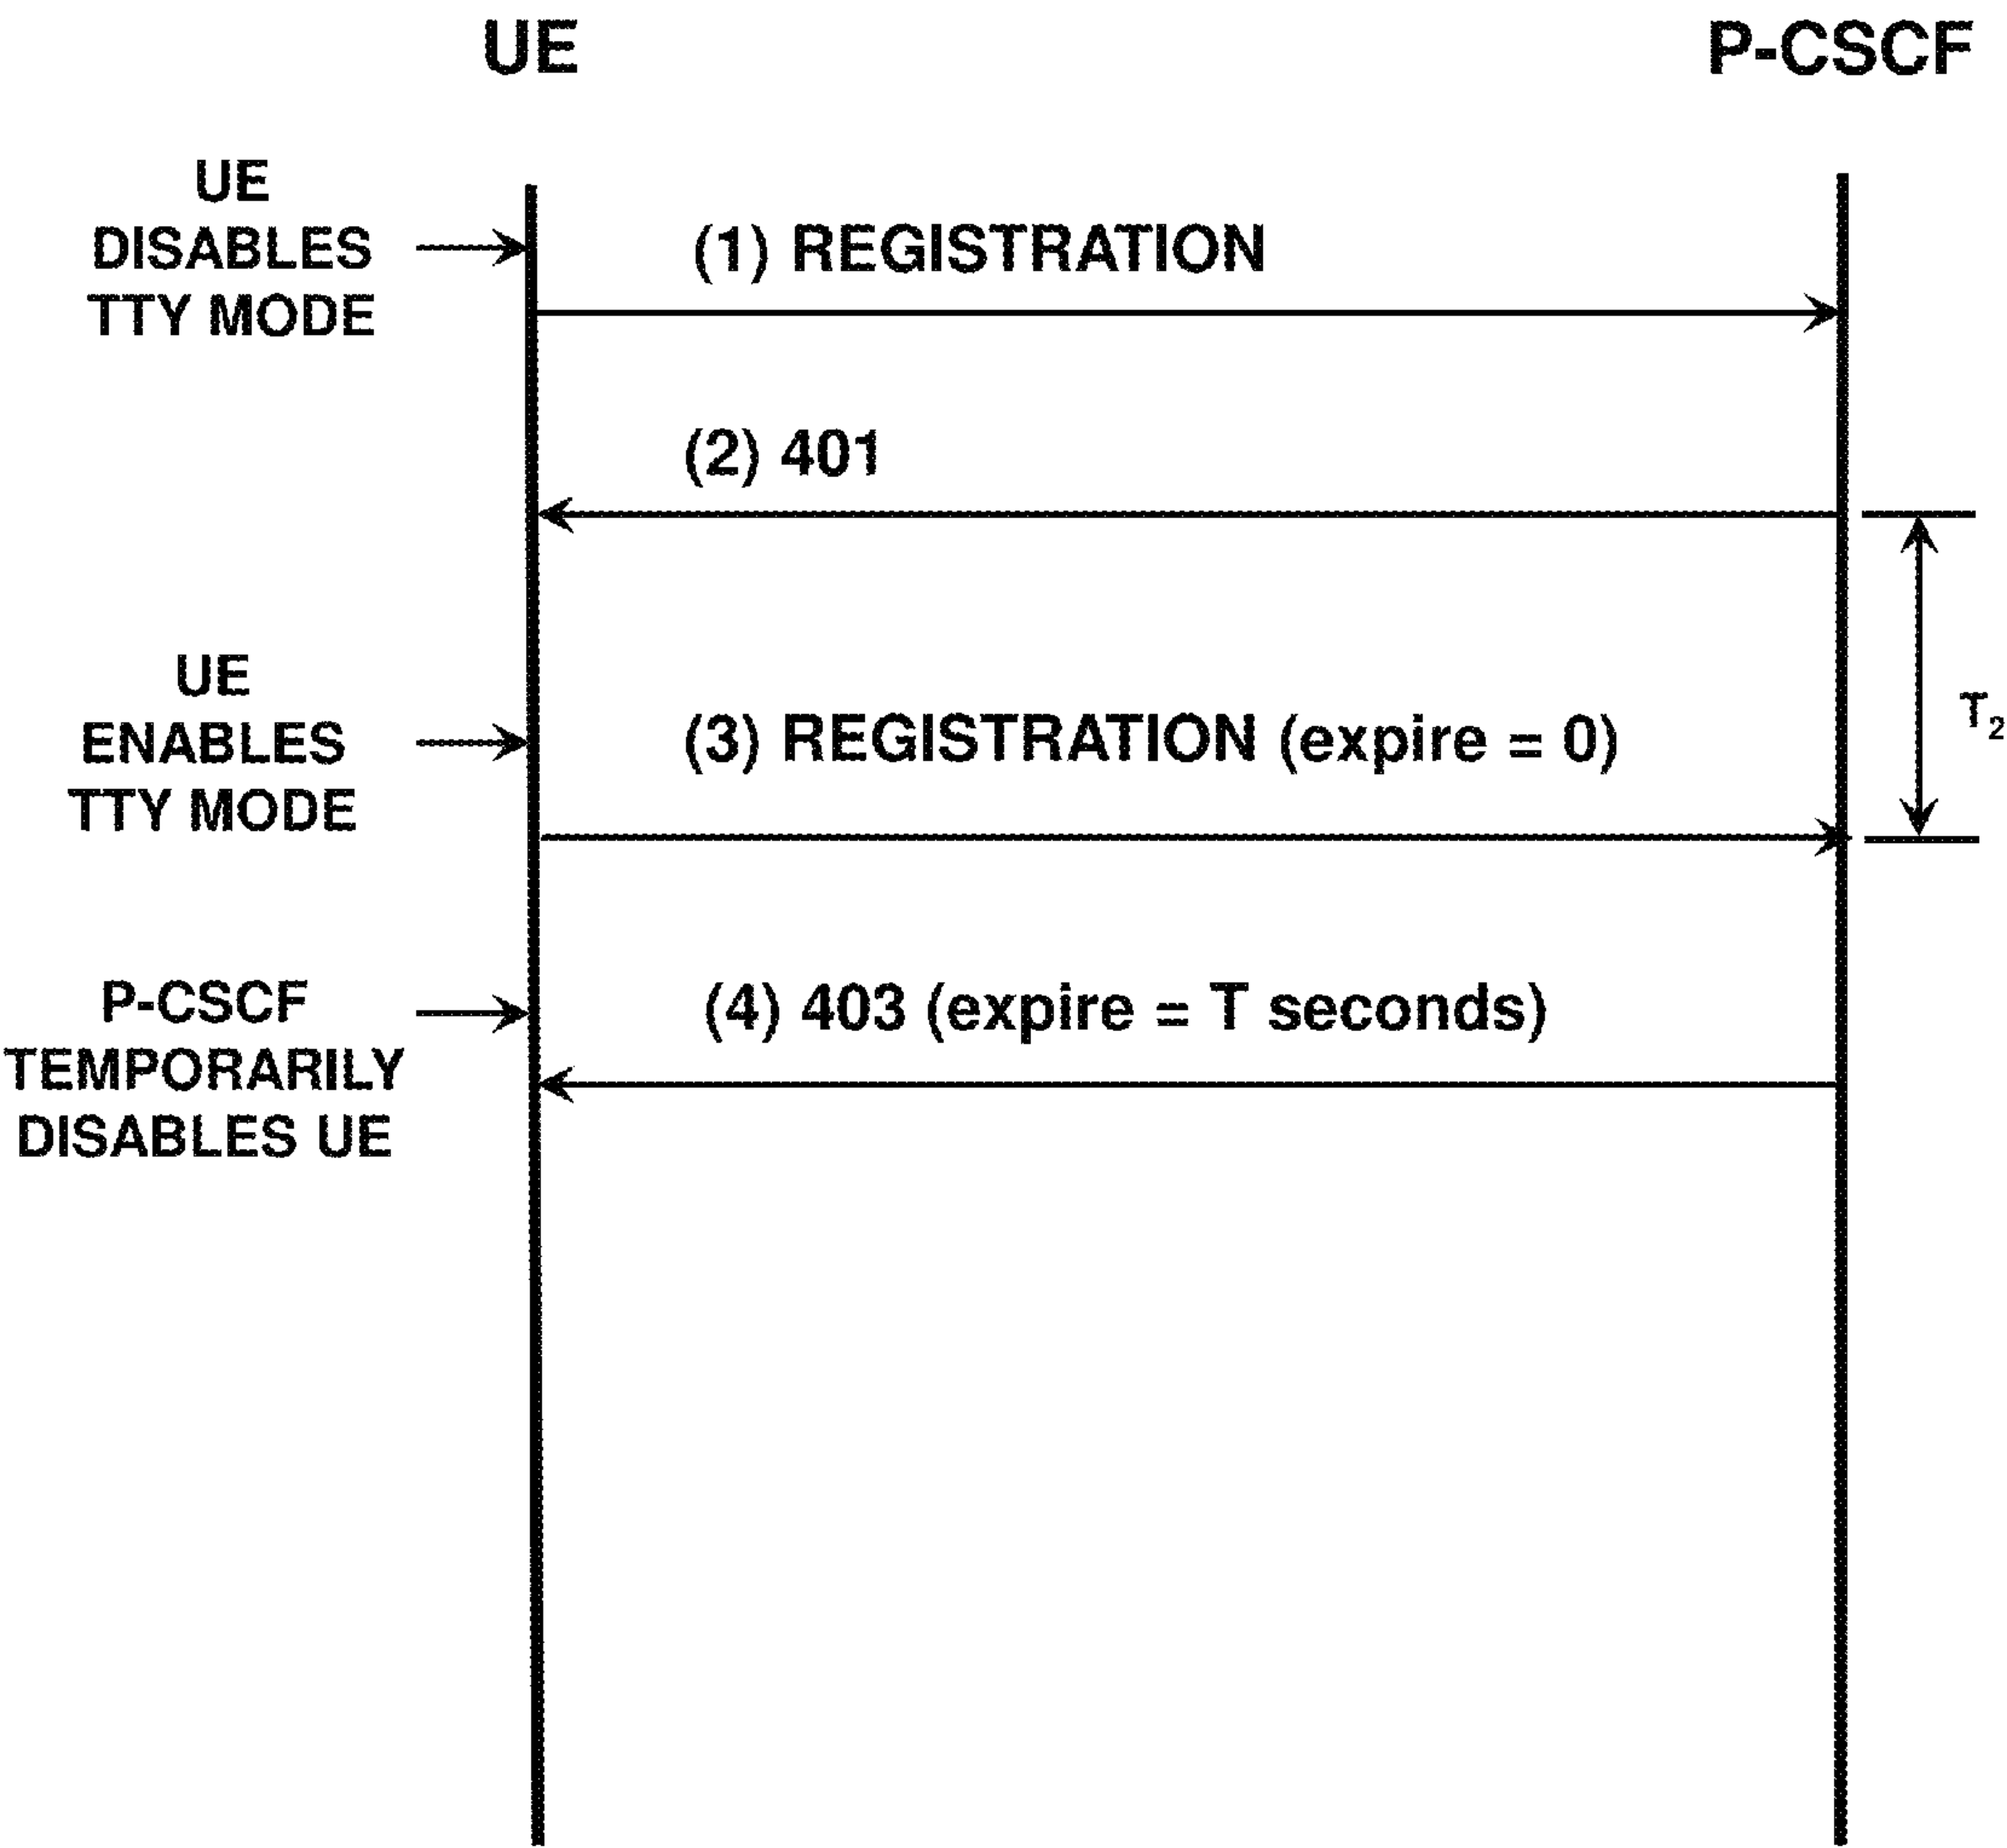 UE
P-CSCF
UE
DISABLES
TTY MODE
(1) REGISTRATION
(2) 401
T2
UE
ENABLES
TTY MODE
(3) REGISTRATION (expire = 0)
P-CSCF
TEMPORARILY
DISABLES UE
(4) 403 (expire = T seconds)